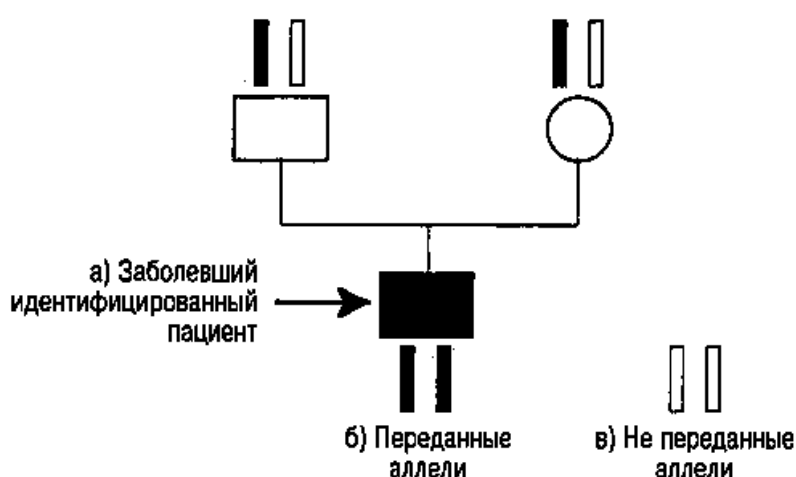 а) Заболевший
идентифицированный
пациент
б) Переданные
аллели
в) Не переданные
аллели